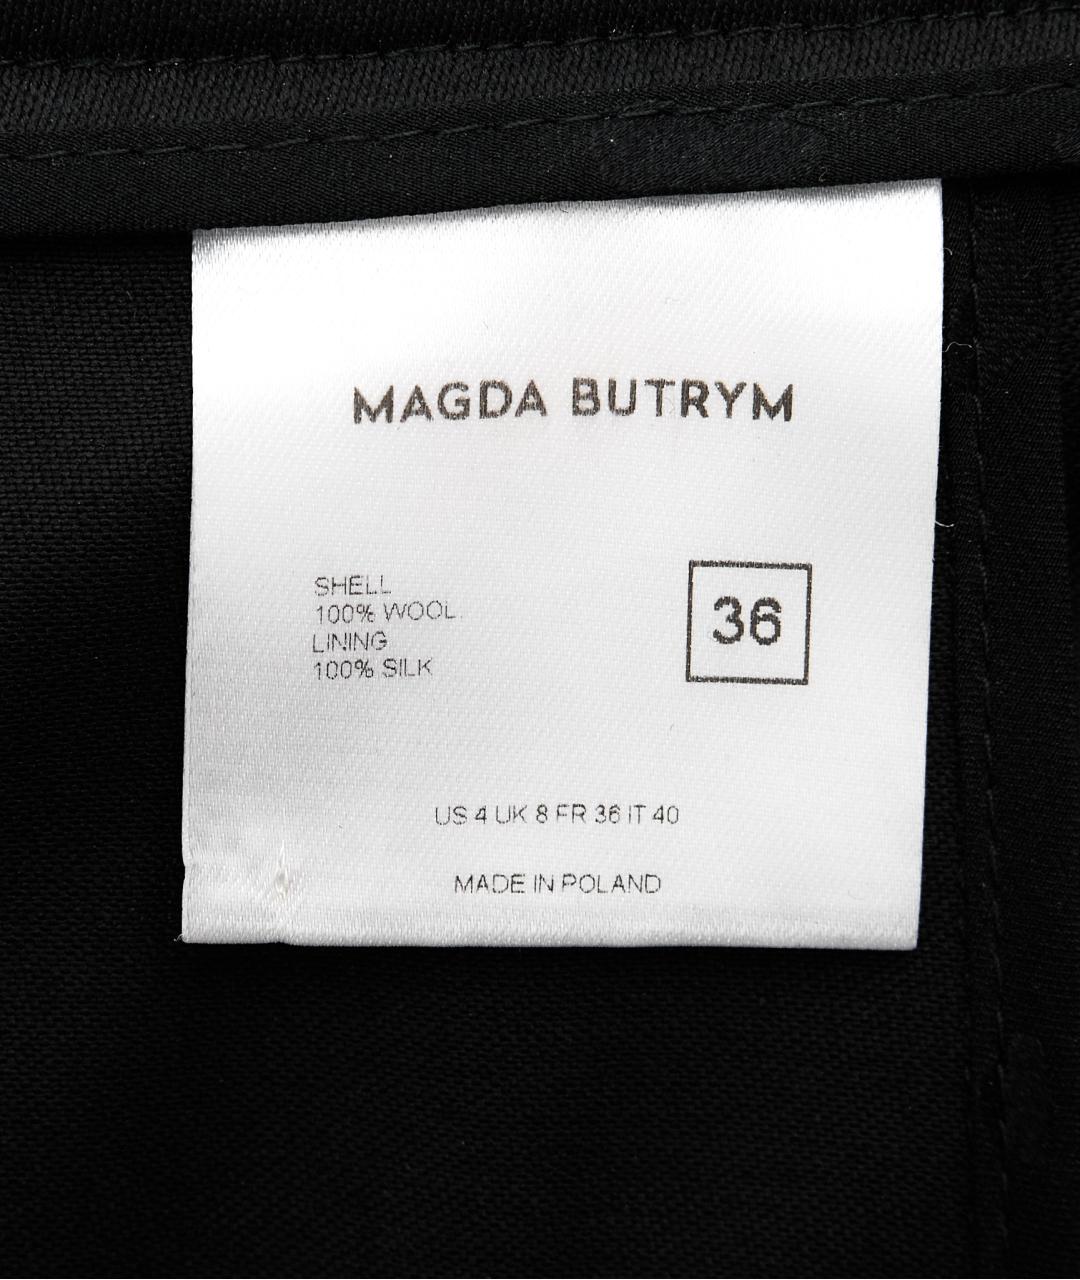 MAGDA BUTRYM
SHELL
100% WOOL
LINING
100% SILK
36
US 4 UK 8 FR 36 IT 40
MADE IN POLAND